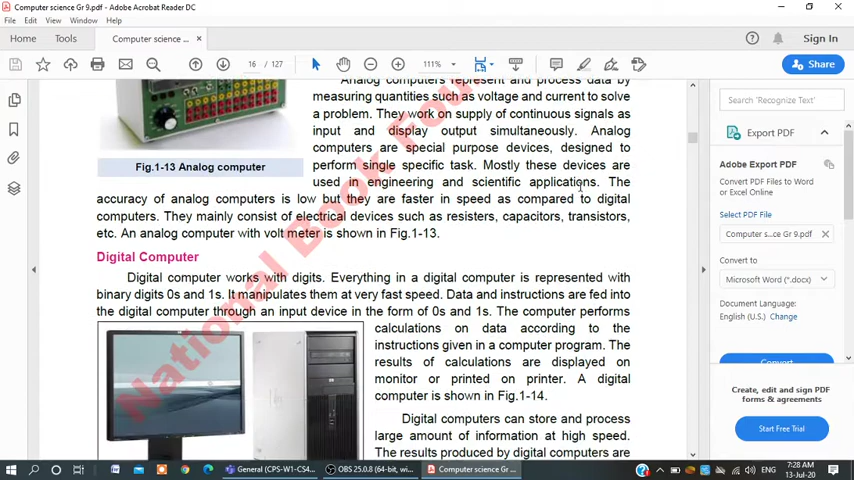 Computer science Gr 9.pdf - Adobe Acrobat Reader DC
File Edit View Window Help
Home Tools Computer science ... × Sign In
16 / 127 111% Share
Analog computers represent and process data by
measuring quantities such as voltage and current to solve
a problem. They work on supply of continuous signals as
input and display output simultaneously. Analog
computers are special purpose devices, designed to
perform single specific task. Mostly these devices are
used in engineering and scientific applications. The
Fig.1-13 Analog computer
accuracy of analog computers is low but they are faster in speed as compared to digital
computers. They mainly consist of electrical devices such as resisters, capacitors, transistors,
etc. An analog computer with volt meter is shown in Fig.1-13.
Digital Computer
Digital computer works with digits. Everything in a digital computer is represented with
binary digits 0s and 1s. It manipulates them at very fast speed. Data and instructions are fed into
the digital computer through an input device in the form of 0s and 1s. The computer performs
calculations on data according to the
instructions given in a computer program. The
results of calculations are displayed on
monitor or printed on printer. A digital
computer is shown in Fig.1-14.
Digital computers can store and process
large amount of information at high speed.
The results produced by digital computers are
National Book Fou
Search 'Recognize Text'
Export PDF
Adobe Export PDF
Convert PDF Files to Word
or Excel Online
Select PDF File
Computer s...ce Gr 9.pdf ×
Convert to
Microsoft Word (*.docx)
Document Language:
English (U.S.) Change
Convert
Create, edit and sign PDF
forms & agreements
Start Free Trial
General (CPS-W1-CS4... OBS 25.0.8 (64-bit, wi... Computer science Gr ... ENG 7:28 AM
13-Jul-20